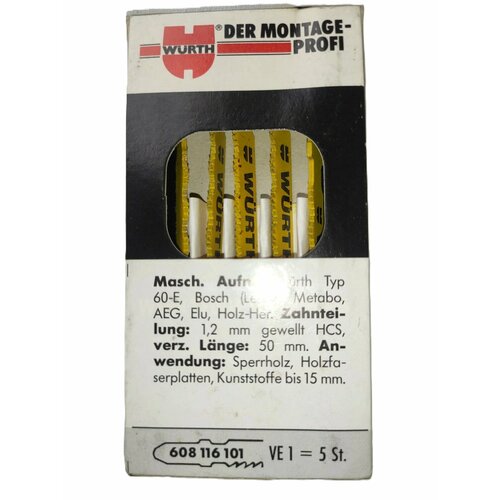 WÜRTH
® DER MONTAGE-
PROFI
WÜRTH
WÜRTH
Masch. Aufn. Würth Typ
60-E, Bosch Metabo,
AEG, Elu, Holz-Her. Zahntei-
lung: 1,2 mm gewellt HCS,
verz. Länge: 50 mm. An-
wendung: Sperrholz, Holzfa-
serplatten, Kunststoffe bis 15 mm.
608 116 101 VE 1 = 5 St.